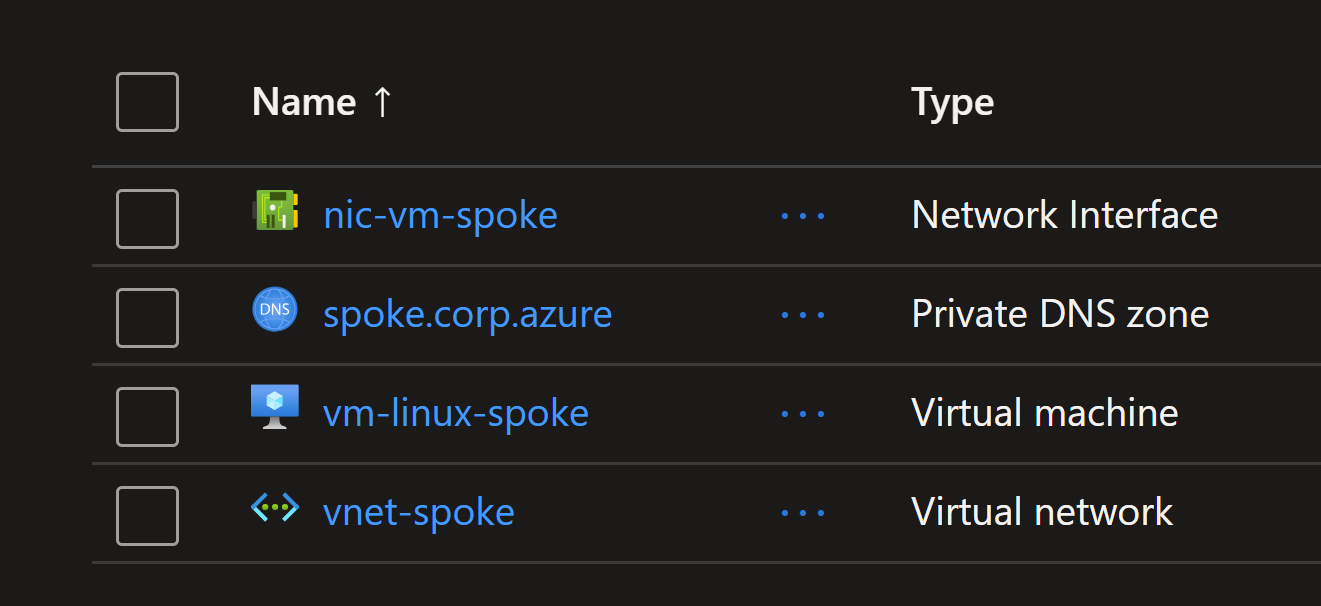 Name ↑ Type
nic-vm-spoke ... Network Interface
DNS spoke.corp.azure ... Private DNS zone
vm-linux-spoke ... Virtual machine
vnet-spoke ... Virtual network